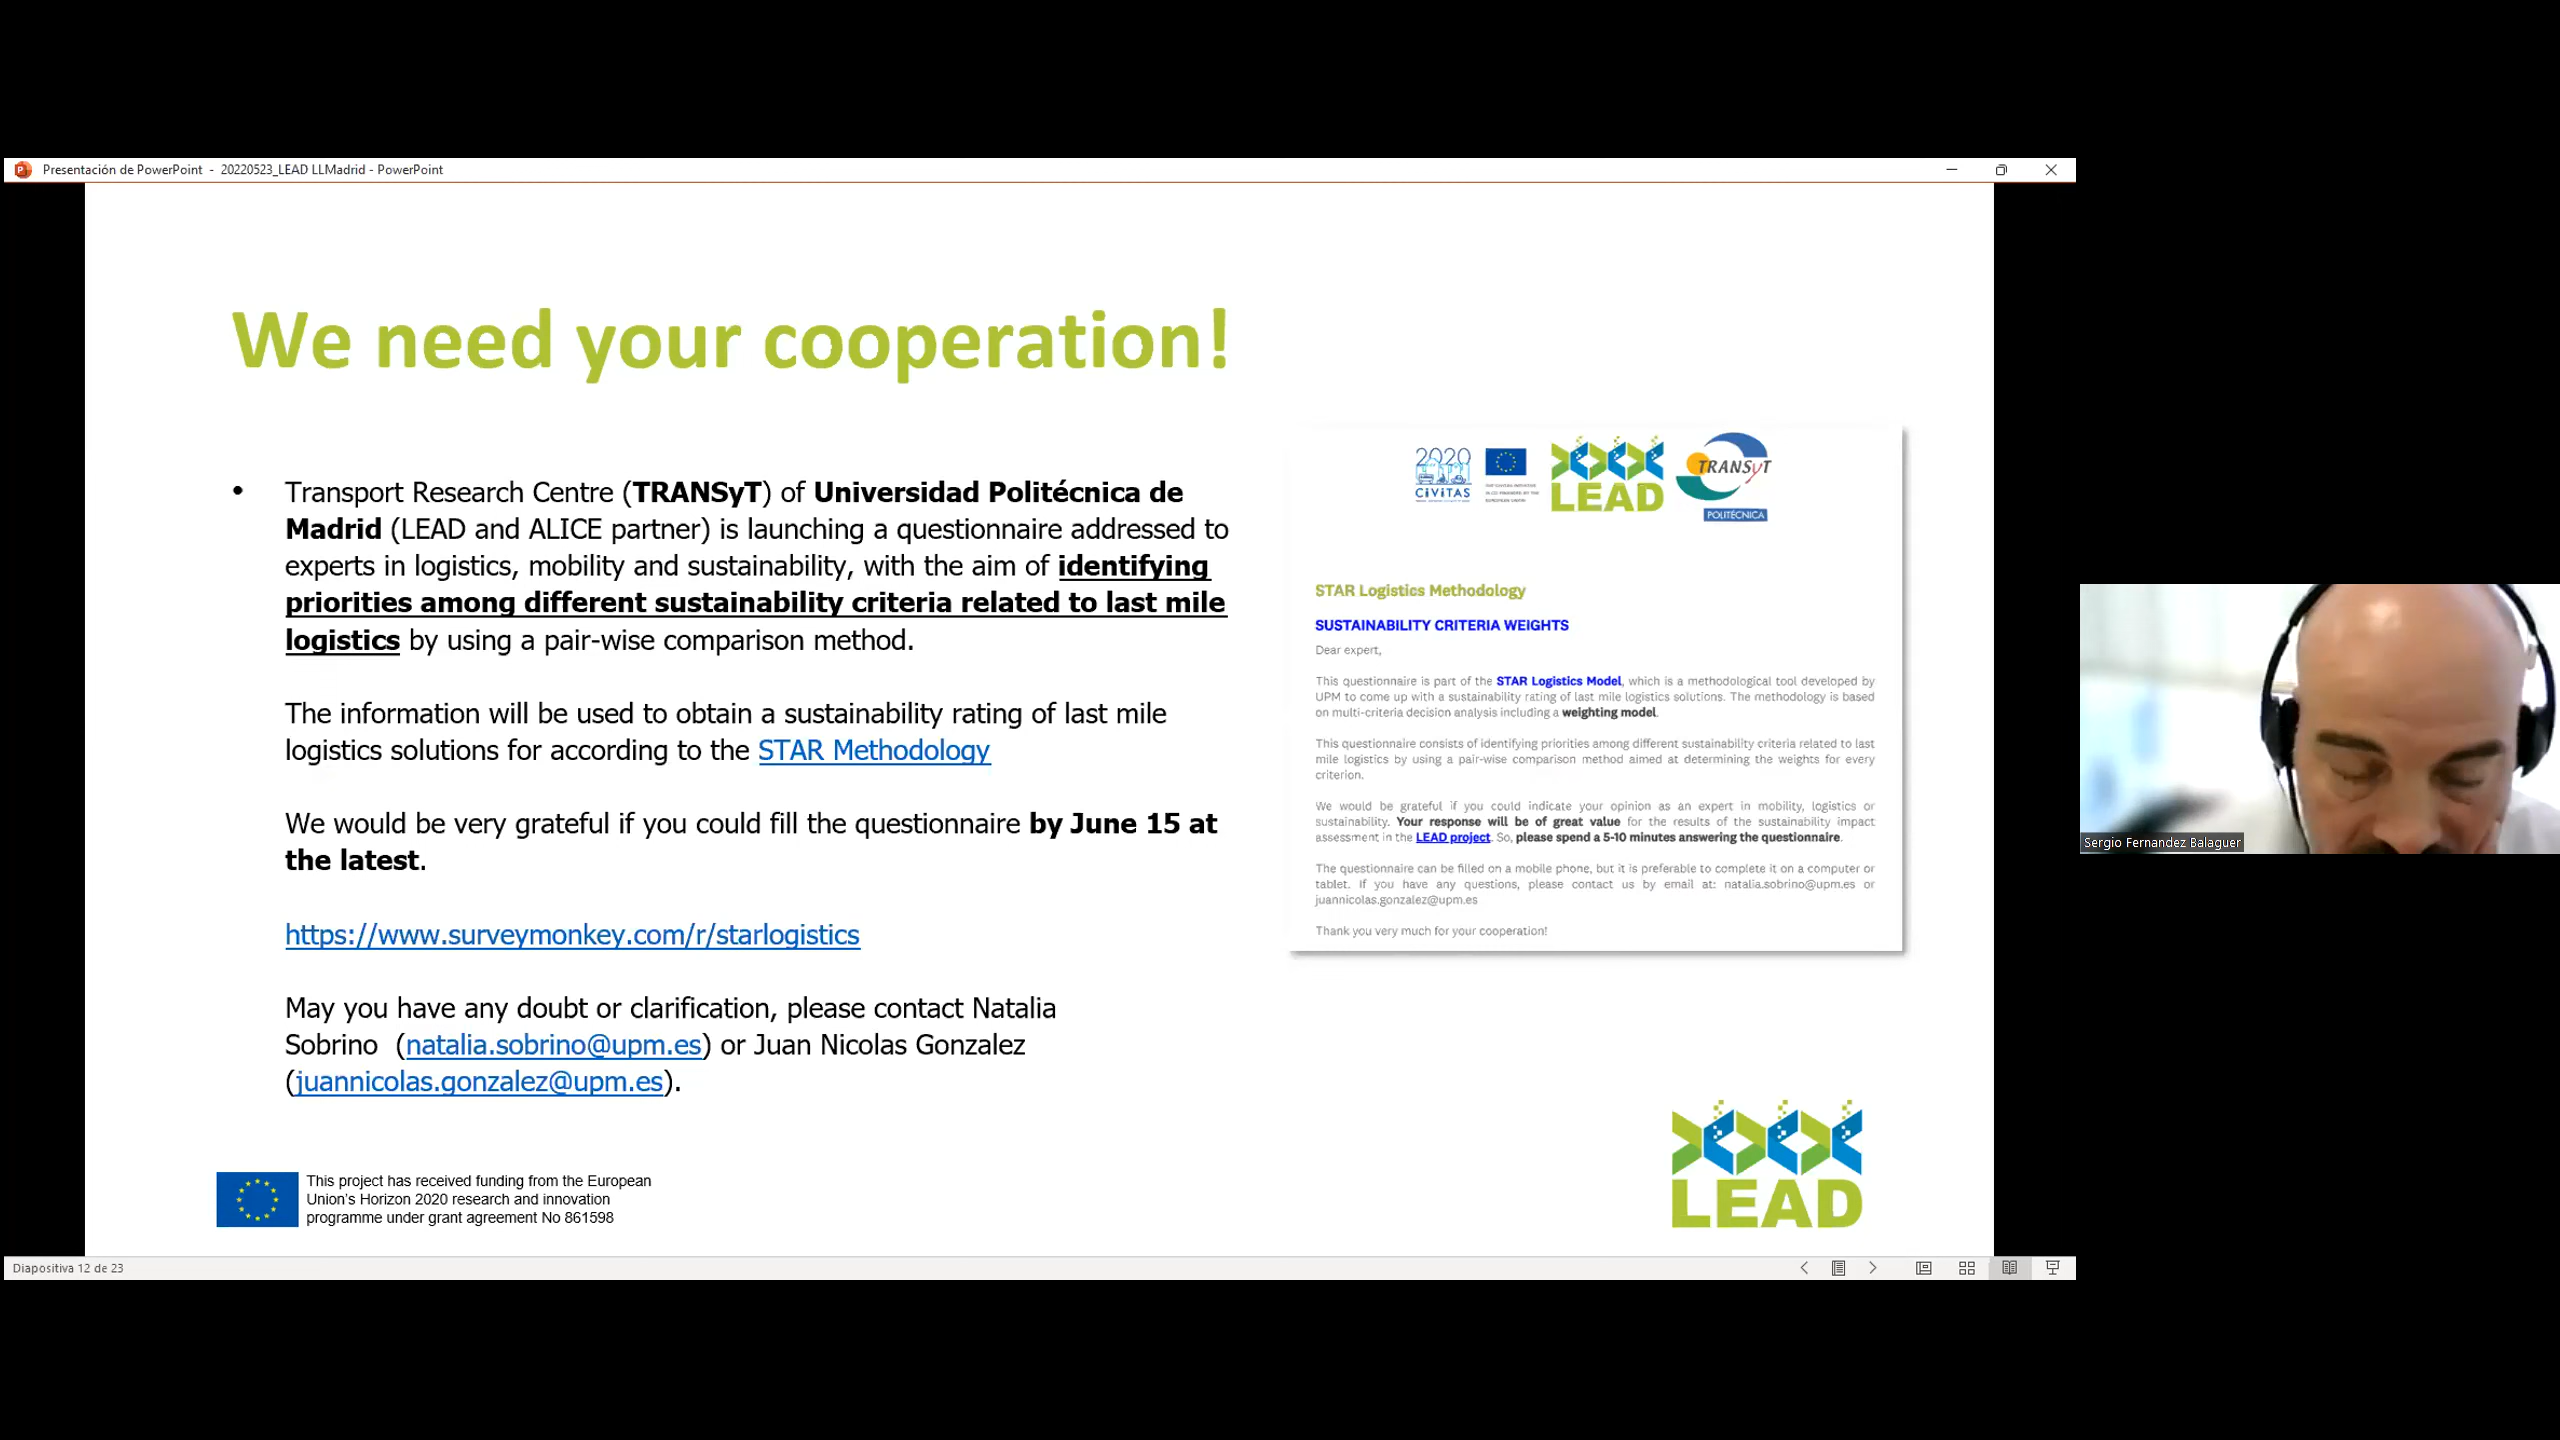 Presentación de PowerPoint - 20220523_LEAD LLMadrid - PowerPoint
We need your cooperation!
• Transport Research Centre (TRANSyT) of Universidad Politécnica de
Madrid (LEAD and ALICE partner) is launching a questionnaire addressed to
experts in logistics, mobility and sustainability, with the aim of identifying
priorities among different sustainability criteria related to last mile
logistics by using a pair-wise comparison method.
The information will be used to obtain a sustainability rating of last mile
logistics solutions for according to the STAR Methodology
We would be very grateful if you could fill the questionnaire by June 15 at
the latest.
https://www.surveymonkey.com/r/starlogistics
May you have any doubt or clarification, please contact Natalia
Sobrino (natalia.sobrino@upm.es) or Juan Nicolas Gonzalez
(juannicolas.gonzalez@upm.es).
2020
CIVITAS
LEAD
TRANSyT
POLITÉCNICA
STAR Logistics Methodology
SUSTAINABILITY CRITERIA WEIGHTS
Dear expert,
This questionnaire is part of the STAR Logistics Model, which is a methodological tool developed by
UPM to come up with a sustainability rating of last mile logistics solutions. The methodology is based
on multi-criteria decision analysis including a weighting model.
This questionnaire consists of identifying priorities among different sustainability criteria related to last
mile logistics by using a pair-wise comparison method aimed at determining the weights for every
criterion.
We would be grateful if you could indicate your opinion as an expert in mobility, logistics or
sustainability. Your response will be of great value for the results of the sustainability impact
assessment in the LEAD project. So, please spend a 5-10 minutes answering the questionnaire.
The questionnaire can be filled on a mobile phone, but it is preferable to complete it on a computer or
tablet. If you have any questions, please contact us by email at: natalia.sobrino@upm.es or
juannicolas.gonzalez@upm.es
Thank you very much for your cooperation!
Sergio Fernandez Balaguer
This project has received funding from the European
Union's Horizon 2020 research and innovation
programme under grant agreement No 861598
LEAD
Diapositiva 12 de 23